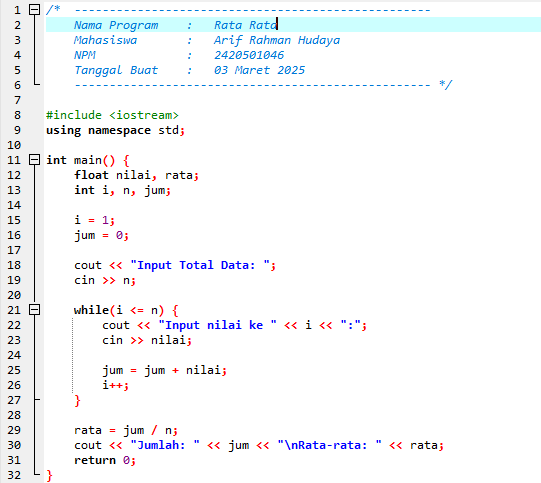 1 /* ---------------------------------------------------
2 Nama Program : Rata Rata
3 Mahasiswa : Arif Rahman Hudaya
4 NPM : 2420501046
5 Tanggal Buat : 03 Maret 2025
6 --------------------------------------------------- */
7
8 #include <iostream>
9 using namespace std;
10
11 int main() {
12 float nilai, rata;
13 int i, n, jum;
14
15 i = 1;
16 jum = 0;
17
18 cout << "Input Total Data: ";
19 cin >> n;
20
21 while(i <= n) {
22 cout << "Input nilai ke " << i << ":";
23 cin >> nilai;
24
25 jum = jum + nilai;
26 i++;
27 }
28
29 rata = jum / n;
30 cout << "Jumlah: " << jum << "\nRata-rata: " << rata;
31 return 0;
32 }